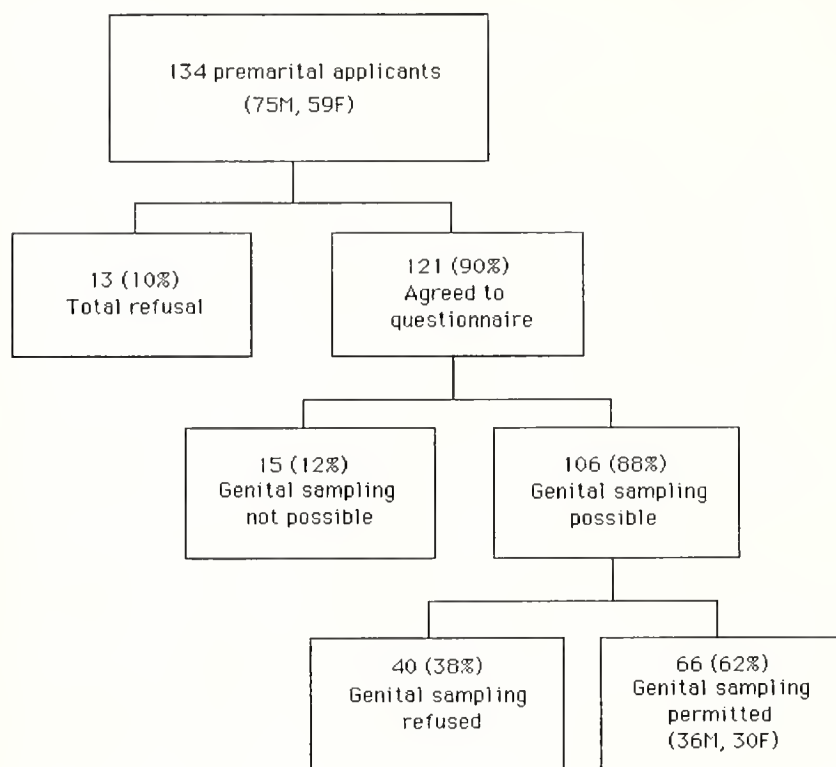 134 premarital applicants
(75M, 59F)
13 (10%)
Total refusal
121 (90%)
Agreed to
questionnaire
15 (12%)
Genital sampling
not possible
106 (88%)
Genital sampling
possible
40 (38%)
Genital sampling
refused
66 (62%)
Genital sampling
permitted
(36M, 30F)